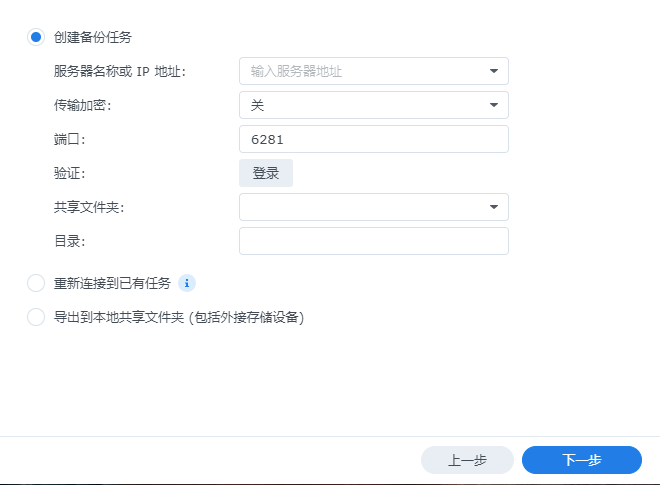 创建备份任务
服务器名称或 IP 地址: 输入服务器地址
传输加密: 关
端口: 6281
验证: 登录
共享文件夹:
目录:
重新连接到已有任务 i
导出到本地共享文件夹 (包括外接存储设备)
上一步 下一步